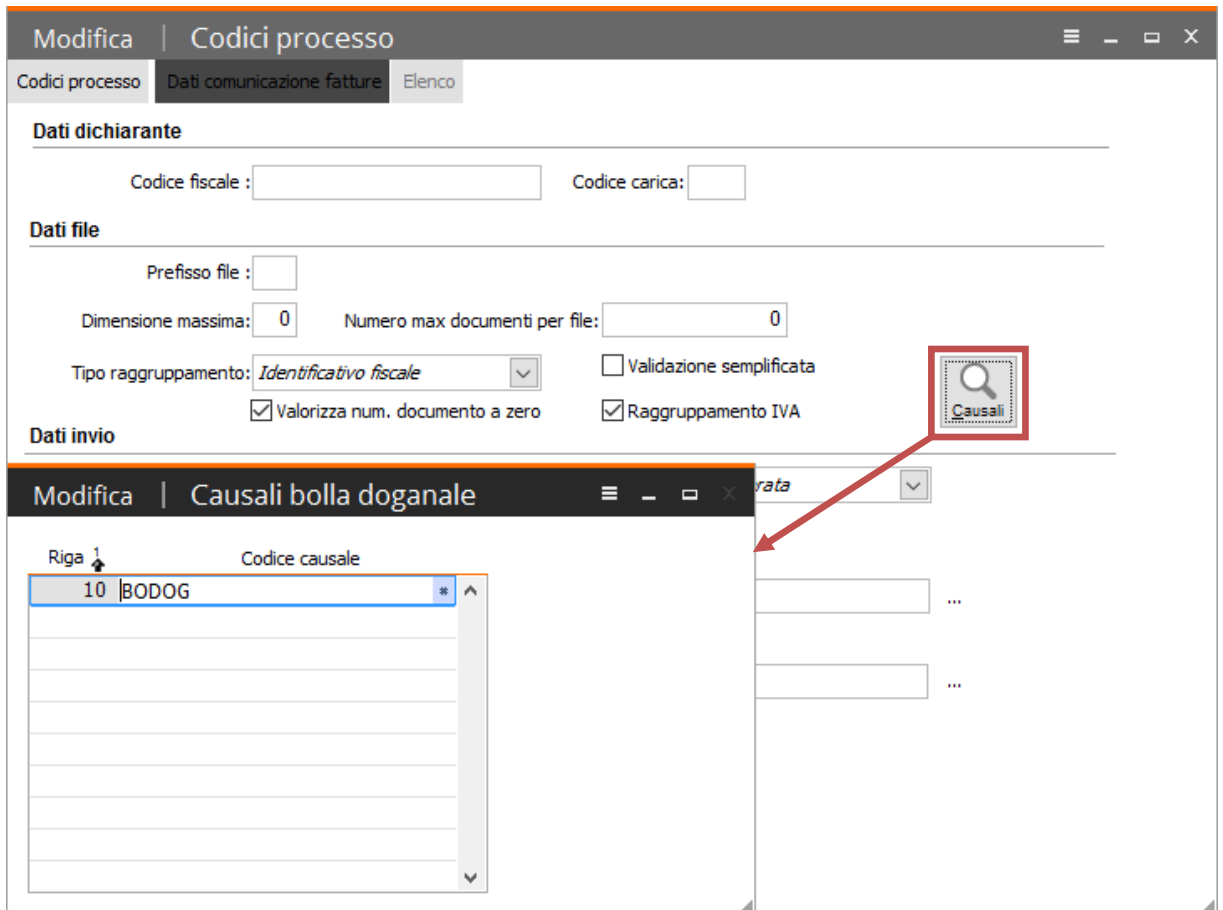 Modifica | Codici processo
Codici processo Dati comunicazione fatture Elenco
Dati dichiarante
Codice fiscale : Codice carica:
Dati file
Prefisso file :
Dimensione massima: 0 Numero max documenti per file: 0
Tipo raggruppamento: Identificativo fiscale Validazione semplificata
Valorizza num. documento a zero Raggruppamento IVA
Causali
Dati invio
rata
Modifica | Causali bolla doganale
Riga 1 Codice causale
10 BODOG *
...
...